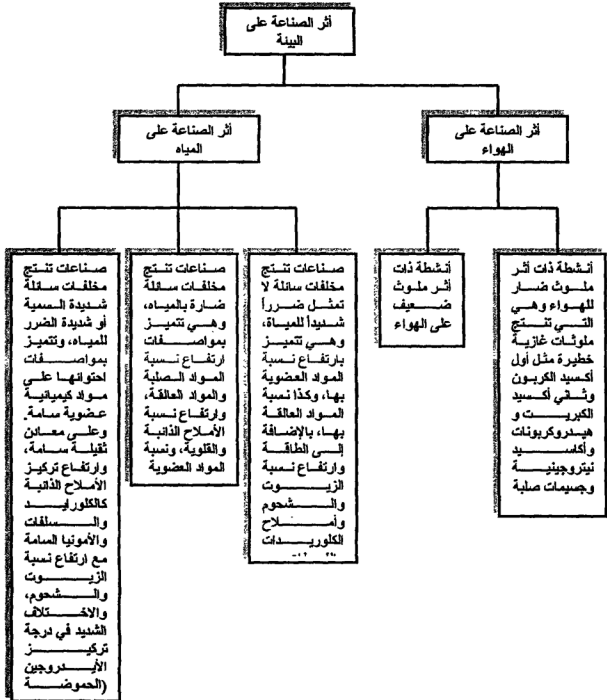 أثر الصناعة على
البيئة
أثر الصناعة على
الهواء
أثر الصناعة على
المياه
أنشطة ذات أثر
ملوث ضار
للهواء وهي
التي تنتج
ملوثات غازية
خطيرة مثل أول
أكسيد الكربون
وثاني أكسيد
الكبريت و
هيدروكربونات
وأكاسيد
نيتروجينية
وجسيمات صلبة
أنشطة ذات
أثر ملوث
ضعيف
على الهواء
صناعات تنتج
مخلفات سائلة لا
تمثل ضرراً
شديداً للمياة،
وهي تتميز
بارتفاع نسبة
المواد العضوية
بها، وكذا نسبة
المواد العالقة
بها، بالإضافة
إلى الطاقة
وارتفاع نسبة
الزيوت
والشحوم
وأملاح
الكلوريدات
صناعات تنتج
مخلفات سائلة
ضارة بالمياه،
وهي تتميز
بمواصفات
ارتفاع نسبة
المواد الصلبة
والمواد العالقة،
وارتفاع نسبة
الأملاح الذائبة
والقلوية، ونسبة
المواد العضوية
صناعات تنتج
مخلفات سائلة
شديدة السمية
أو شديدة الضرر
للمياه، وتتميز
بمواصفات
احتوائها على
مواد كيميائية
عضوية سامة.
وعلى معادن
ثقيلة سامة،
وارتفاع تركيز
الأملاح الذائبة
كالكلورايد
والسلفات
والأمونيا السامة
مع ارتفاع نسبة
الزيوت
والشحوم،
والاختلاف
الشديد في درجة
تركيز
الأيدروجين
(الحموضة